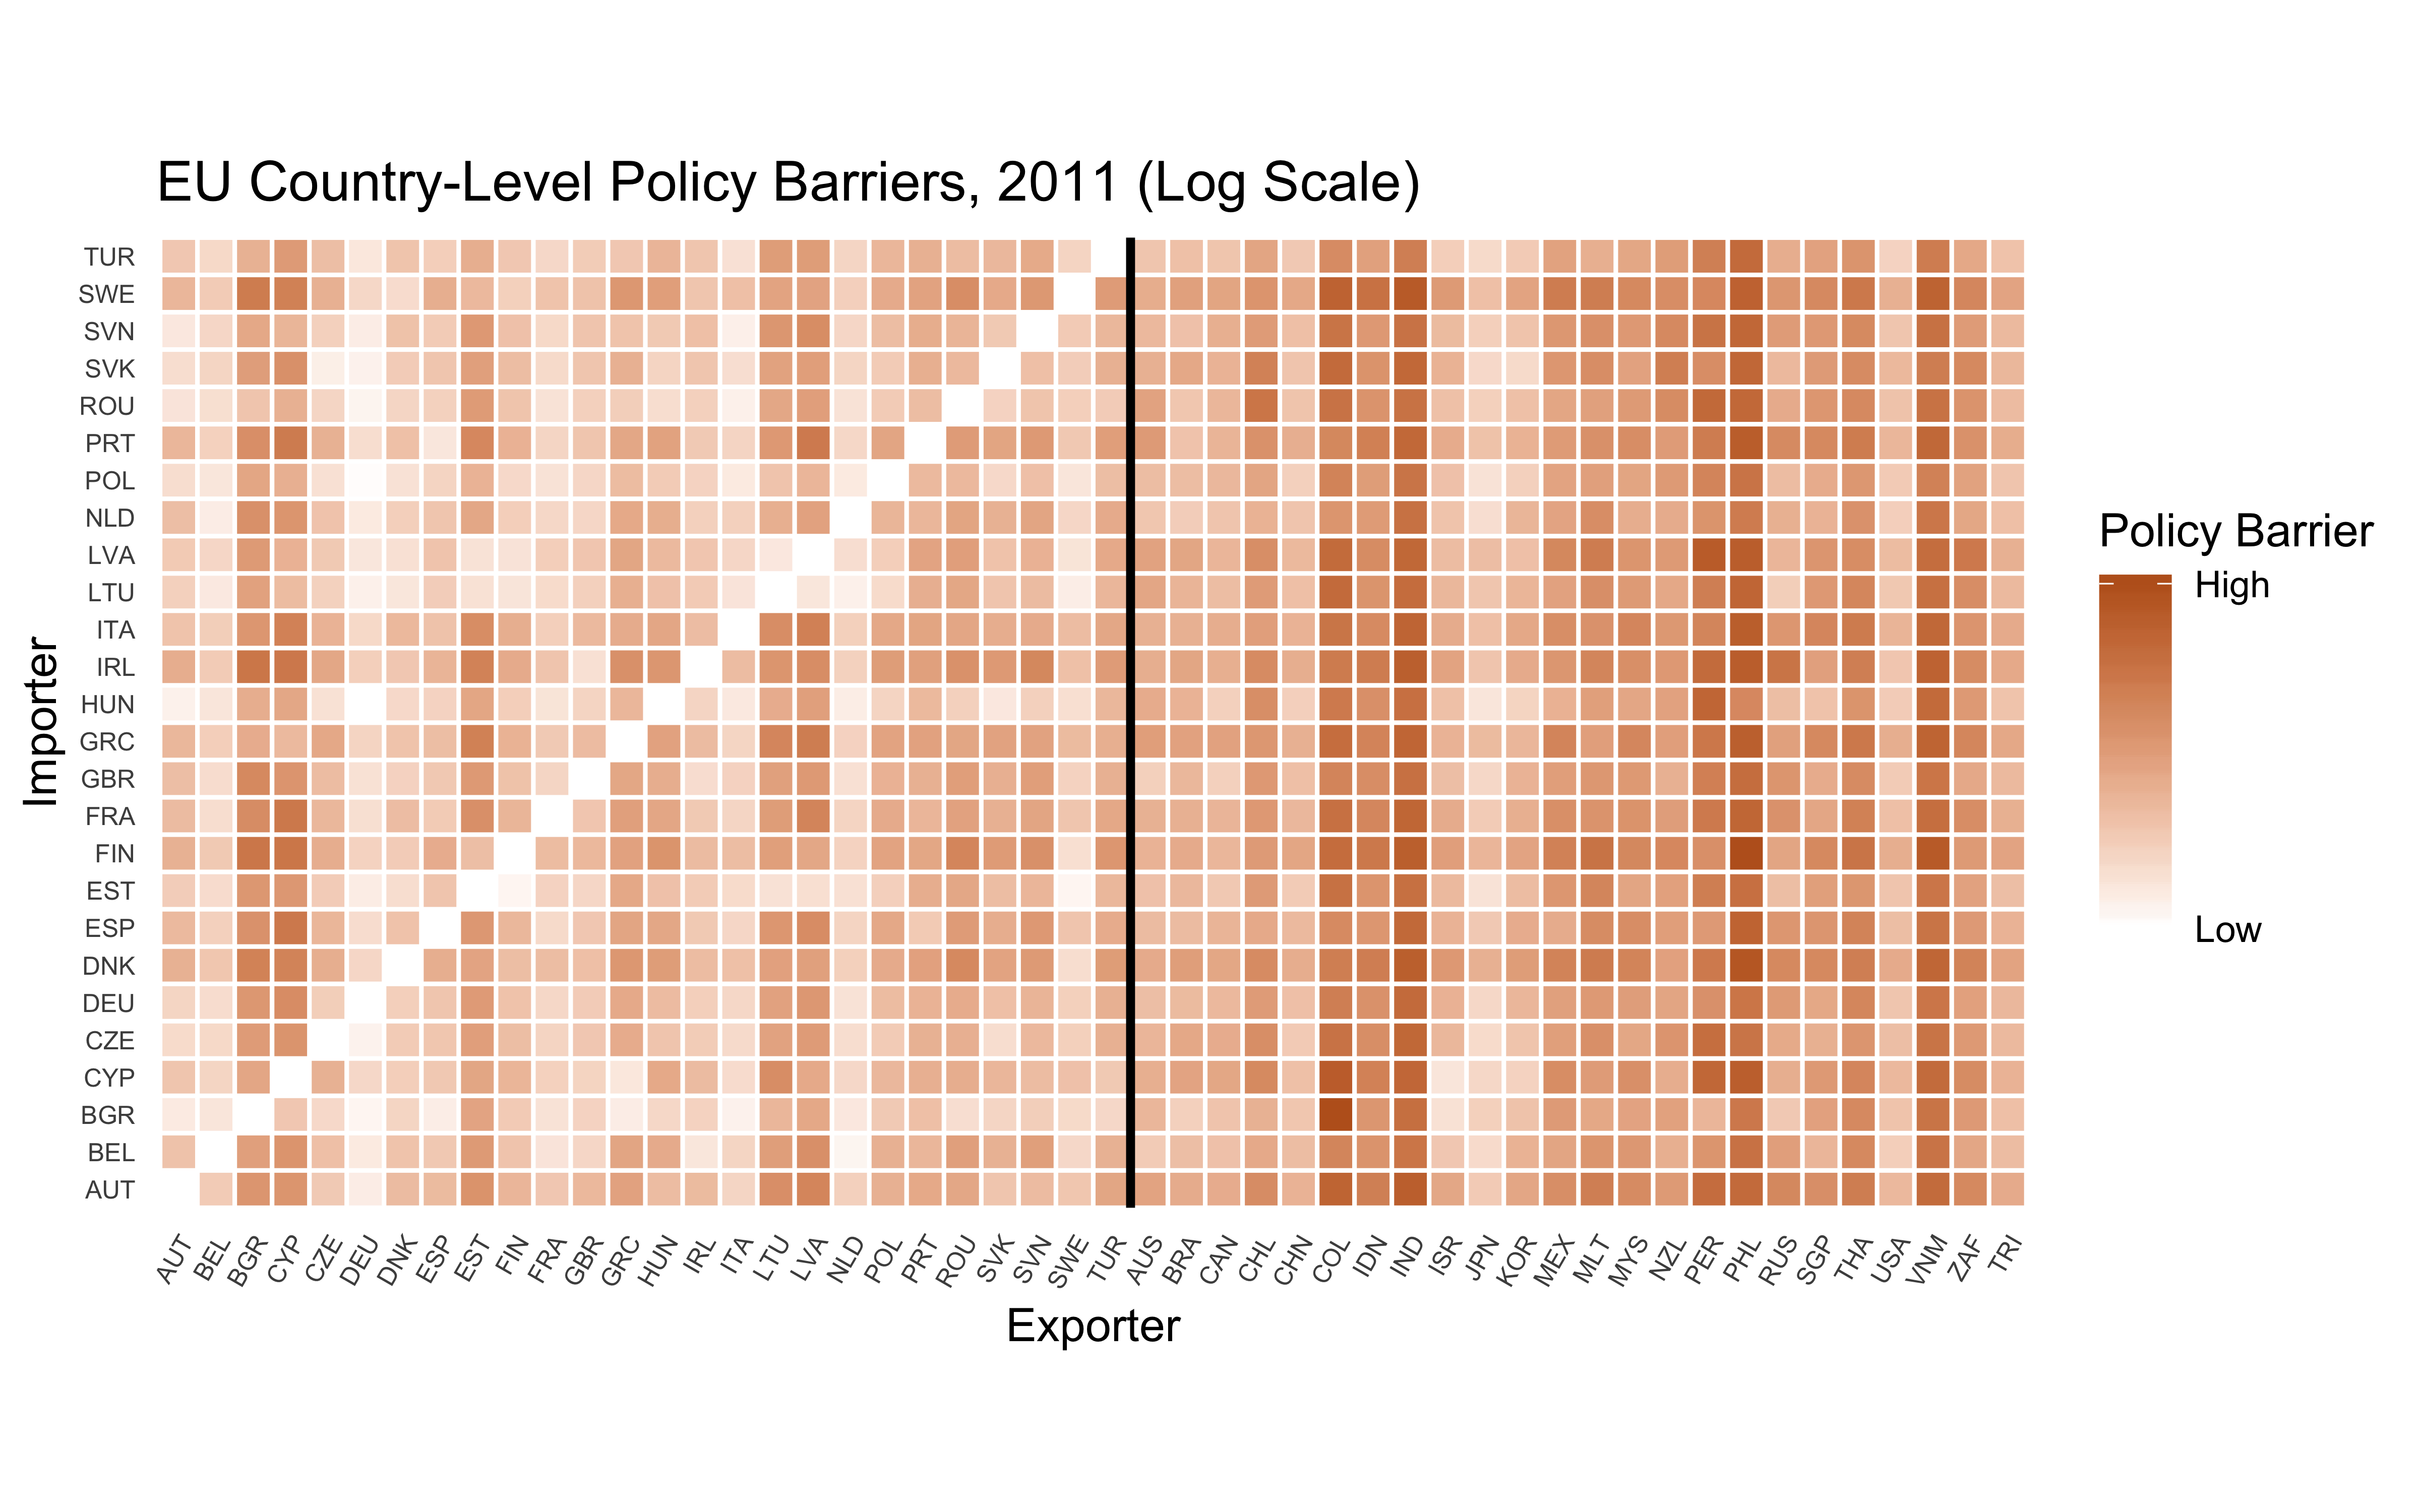 EU Country-Level Policy Barriers, 2011 (Log Scale)
Importer
TUR
SWE
SVN
SVK
ROU
PRT
POL
NLD
LVA
LTU
ITA
IRL
HUN
GRC
GBR
FRA
FIN
EST
ESP
DNK
DEU
CZE
CYP
BGR
BEL
AUT
AUT BEL BGR CYP CZE DEU DNK ESP EST FIN FRA GBR GRC HUN IRL ITA LTU LVA NLD POL PRT ROU SVK SVN SWE TUR AUS BRA CAN CHL CHN COL IDN IND ISR JPN KOR MEX MLT MYS NZL PER PHL RUS SGP THA USA VNM ZAF TRI
Exporter
Policy Barrier
High
Low